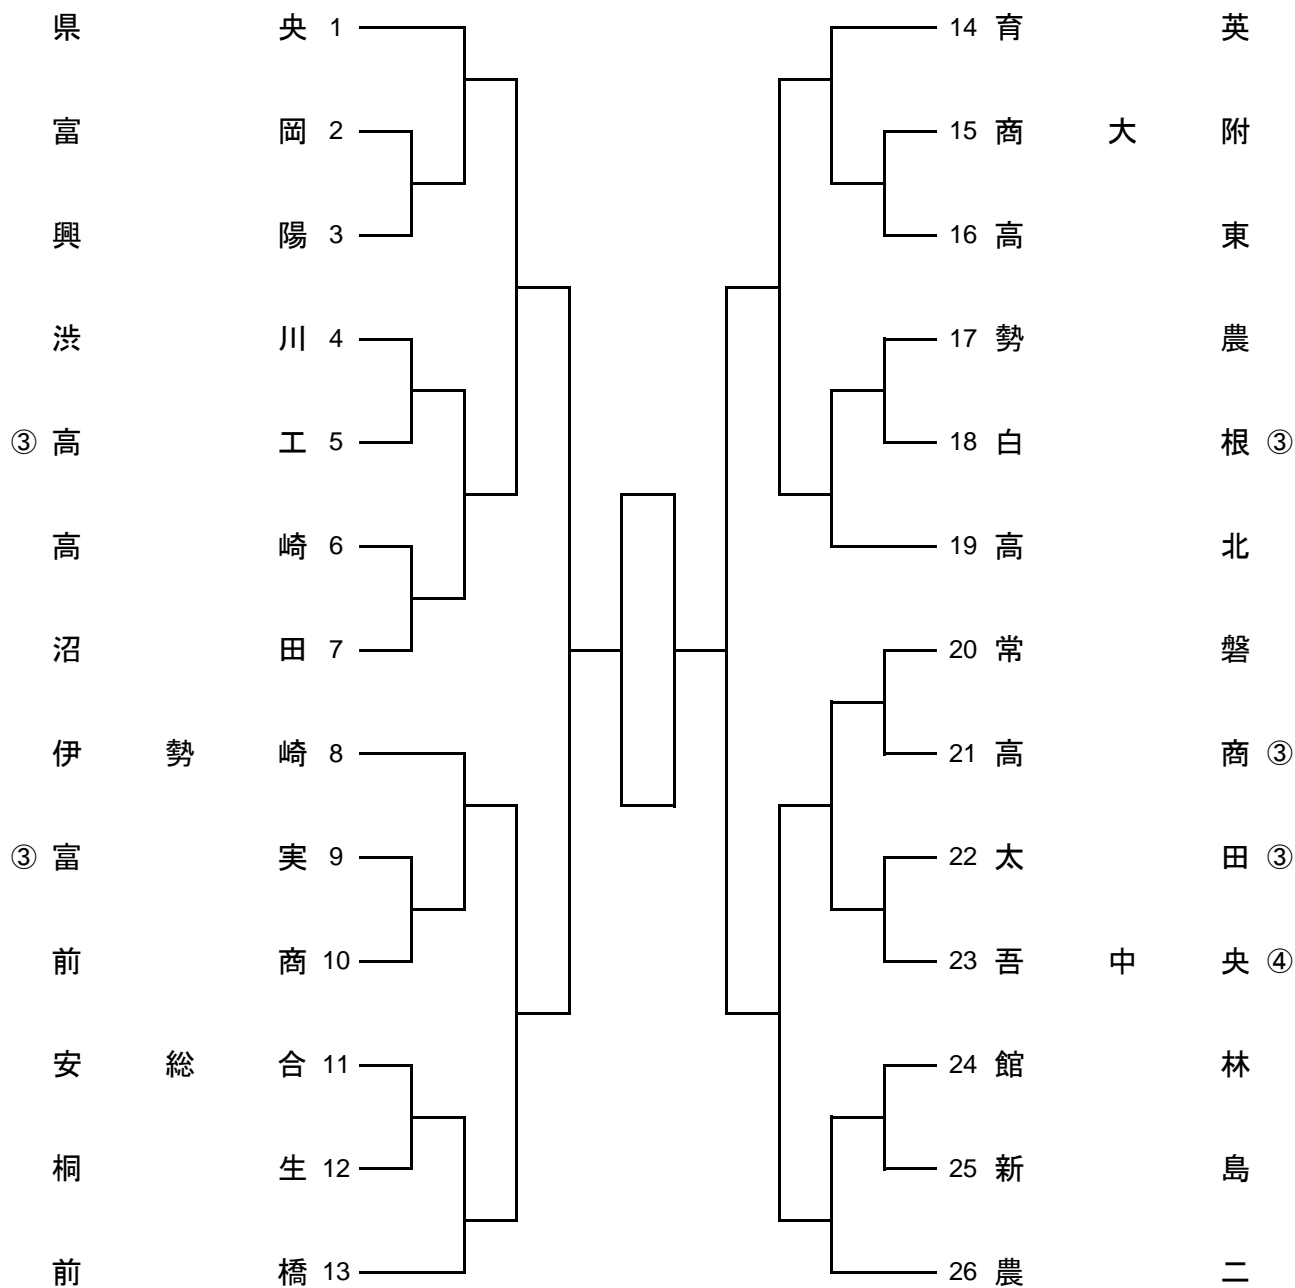 県央 1
富岡 2
興陽 3
渋川 4
③ 高工 5
高崎 6
沼田 7
伊勢崎 8
③ 富実 9
前商 10
安総合 11
桐生 12
前橋 13
14 育英
15 商大附
16 高東
17 勢農
18 白根 ③
19 高北
20 常磐
21 高商 ③
22 太田 ③
23 吾中央 ④
24 館林
25 新島
26 農二